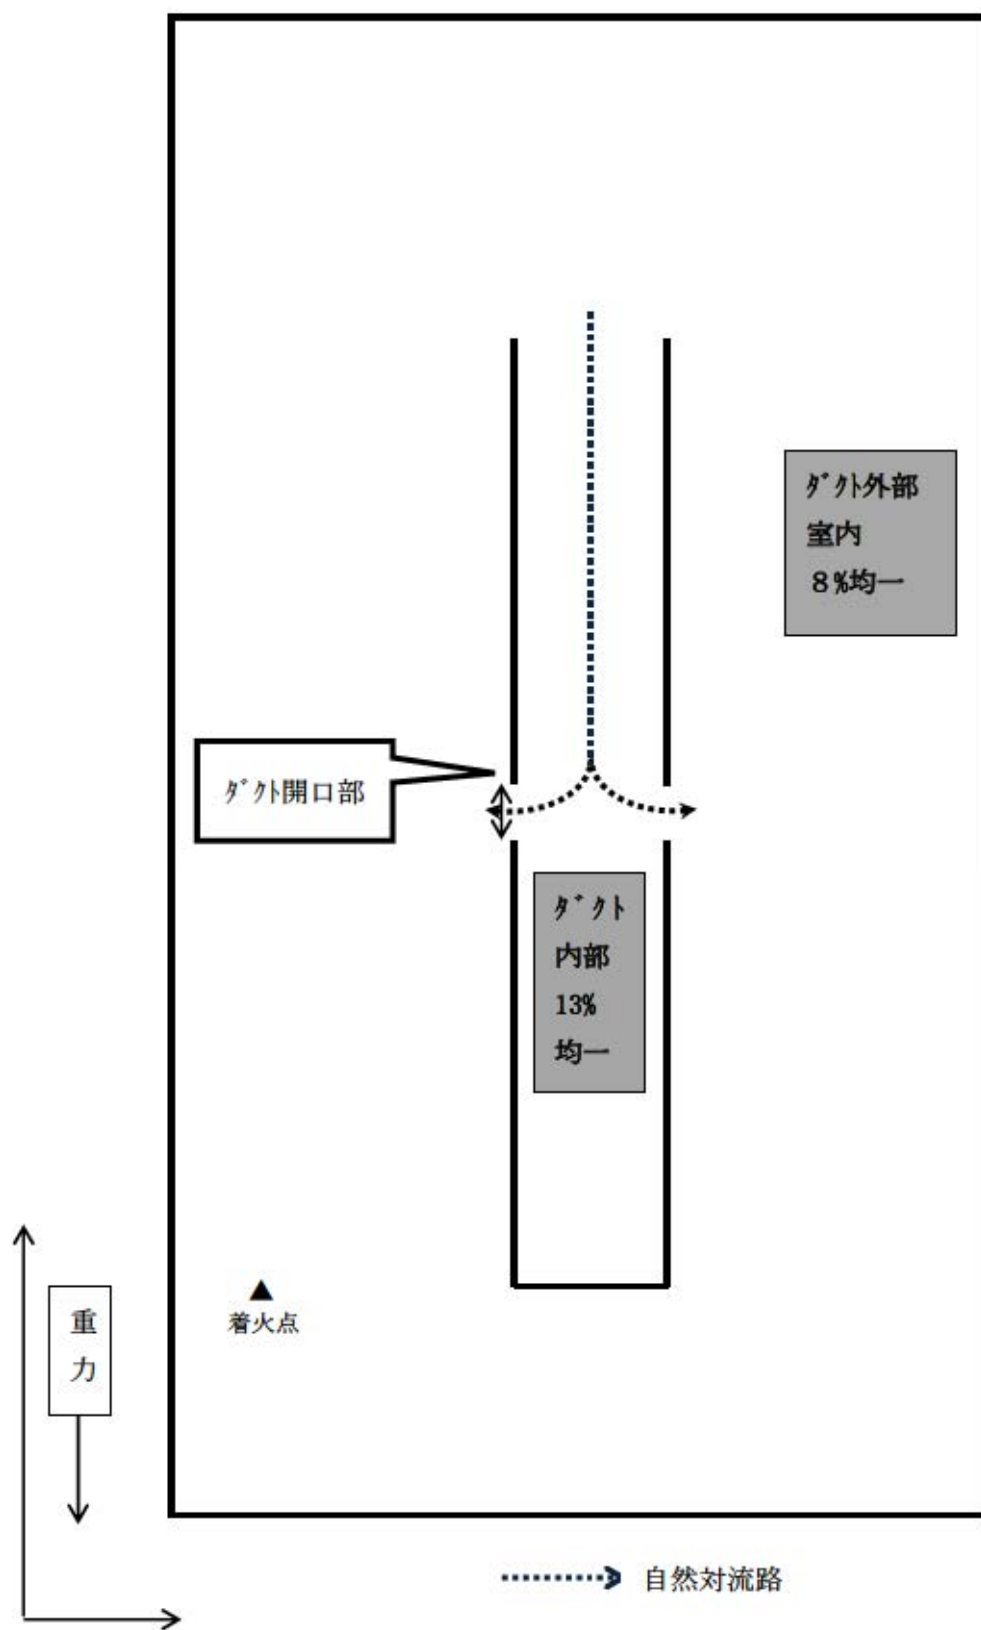 ﾀﾞｸﾄ外部
室内
８%均一
ﾀﾞｸﾄ開口部
ﾀﾞｸﾄ
内部
13%
均一
重
力
▲
着火点
自然対流路